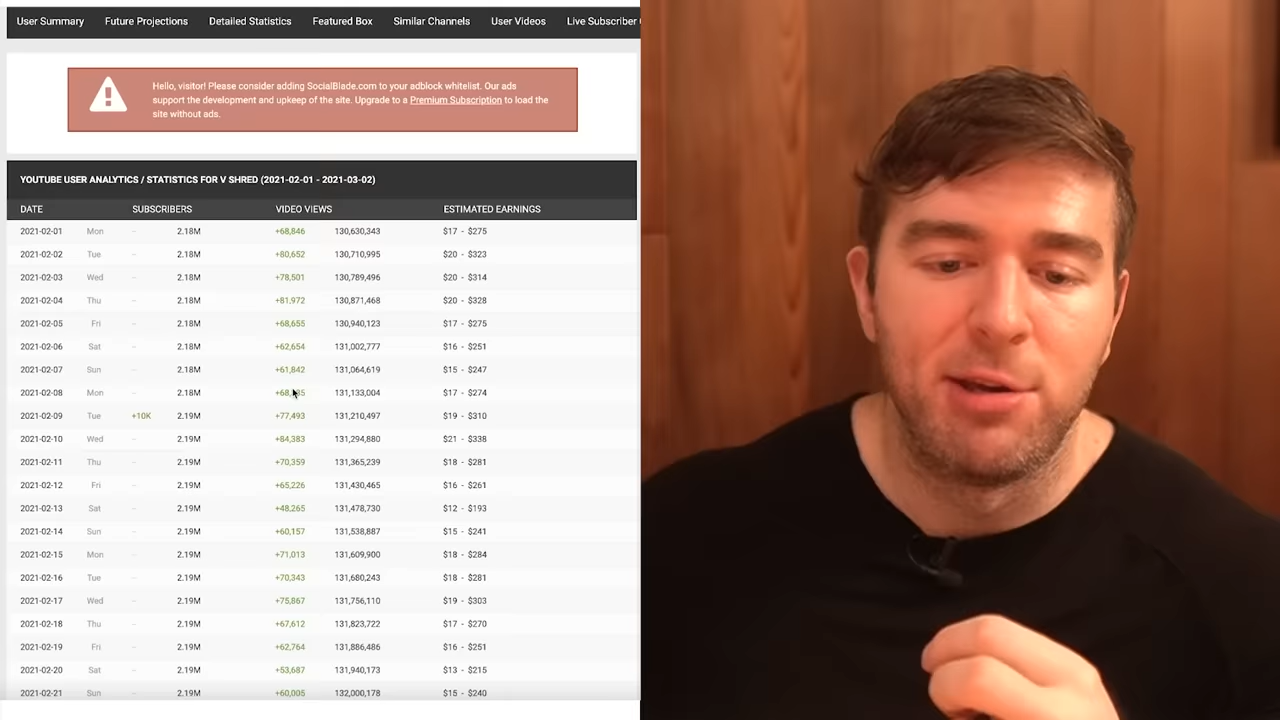 User Summary Future Projections Detailed Statistics Featured Box Similar Channels User Videos Live Subscriber
Hello, visitor! Please consider adding SocialBlade.com to your adblock whitelist. Our ads
support the development and upkeep of the site. Upgrade to a Premium Subscription to load the
site without ads.
YOUTUBE USER ANALYTICS / STATISTICS FOR V SHRED (2021-02-01 - 2021-03-02)
DATE SUBSCRIBERS VIDEO VIEWS ESTIMATED EARNINGS
2021-02-01 Mon -- 2.18M +68,846 130,630,343 $17 - $275
2021-02-02 Tue -- 2.18M +80,652 130,710,995 $20 - $323
2021-02-03 Wed -- 2.18M +78,501 130,789,496 $20 - $314
2021-02-04 Thu -- 2.18M +81,972 130,871,468 $20 - $328
2021-02-05 Fri -- 2.18M +68,655 130,940,123 $17 - $275
2021-02-06 Sat -- 2.18M +62,654 131,002,777 $16 - $251
2021-02-07 Sun -- 2.18M +61,842 131,064,619 $15 - $247
2021-02-08 Mon -- 2.18M 131,133,004 $17 - $274
2021-02-09 Tue +10K 2.19M +77,493 131,210,497 $19 - $310
2021-02-10 Wed -- 2.19M +84,383 131,294,880 $21 - $338
2021-02-11 Thu -- 2.19M +70,359 131,365,239 $18 - $281
2021-02-12 Fri -- 2.19M +65,226 131,430,465 $16 - $261
2021-02-13 Sat -- 2.19M +48,265 131,478,730 $12 - $193
2021-02-14 Sun -- 2.19M +60,157 131,538,887 $15 - $241
2021-02-15 Mon -- 2.19M +71,013 131,609,900 $18 - $284
2021-02-16 Tue -- 2.19M +70,343 131,680,243 $18 - $281
2021-02-17 Wed -- 2.19M +75,867 131,756,110 $19 - $303
2021-02-18 Thu -- 2.19M +67,612 131,823,722 $17 - $270
2021-02-19 Fri -- 2.19M +62,764 131,886,486 $16 - $251
2021-02-20 Sat -- 2.19M +53,687 131,940,173 $13 - $215
2021-02-21 Sun -- 2.19M +60,005 132,000,178 $15 - $240